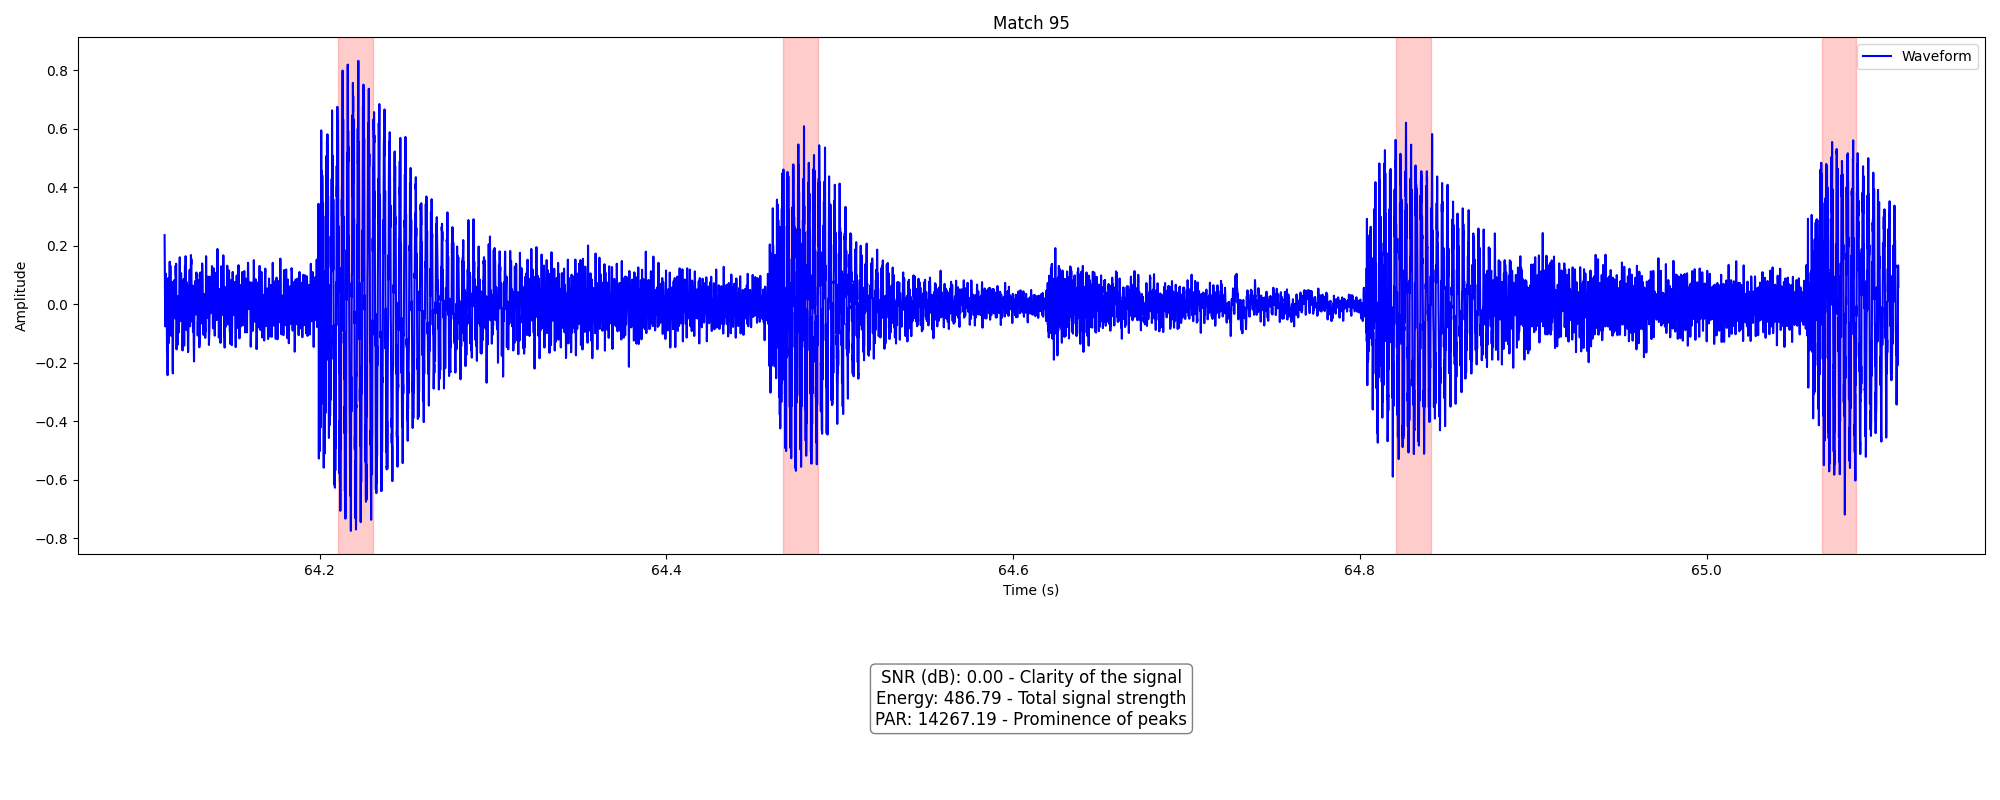 Match 95
Waveform
Amplitude
0.8
0.6
0.4
0.2
0.0
−0.2
−0.4
−0.6
−0.8
64.2 64.4 64.6 64.8 65.0
Time (s)
SNR (dB): 0.00 - Clarity of the signal
Energy: 486.79 - Total signal strength
PAR: 14267.19 - Prominence of peaks